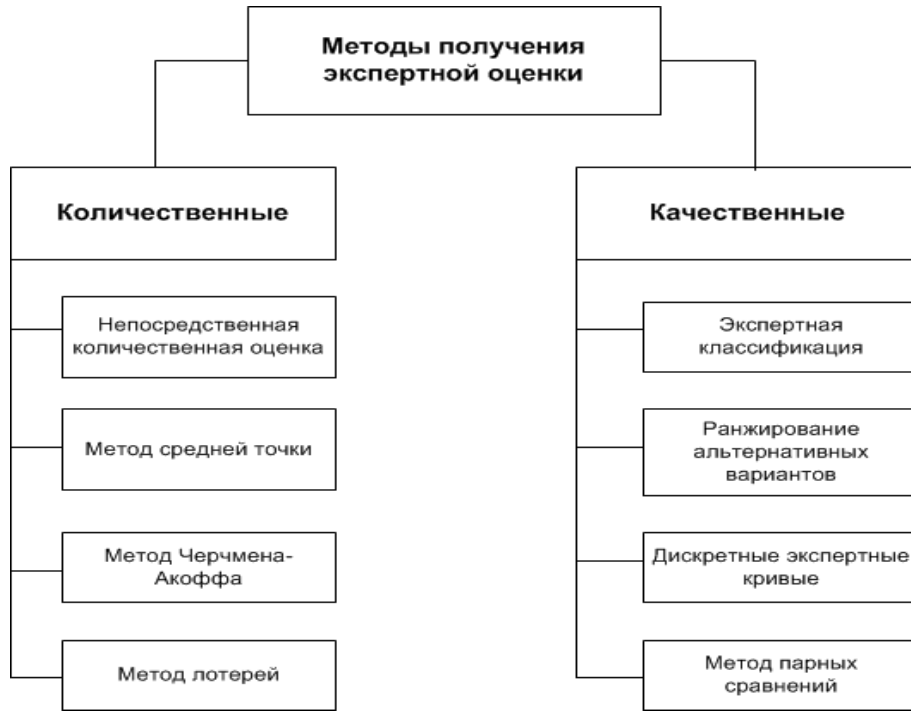 Методы получения
экспертной оценки
Количественные
Непосредственная
количественная оценка
Метод средней точки
Метод Черчмена-
Акоффа
Метод лотерей
Качественные
Экспертная
классификация
Ранжирование
альтернативных
вариантов
Дискретные экспертные
кривые
Метод парных
сравнений